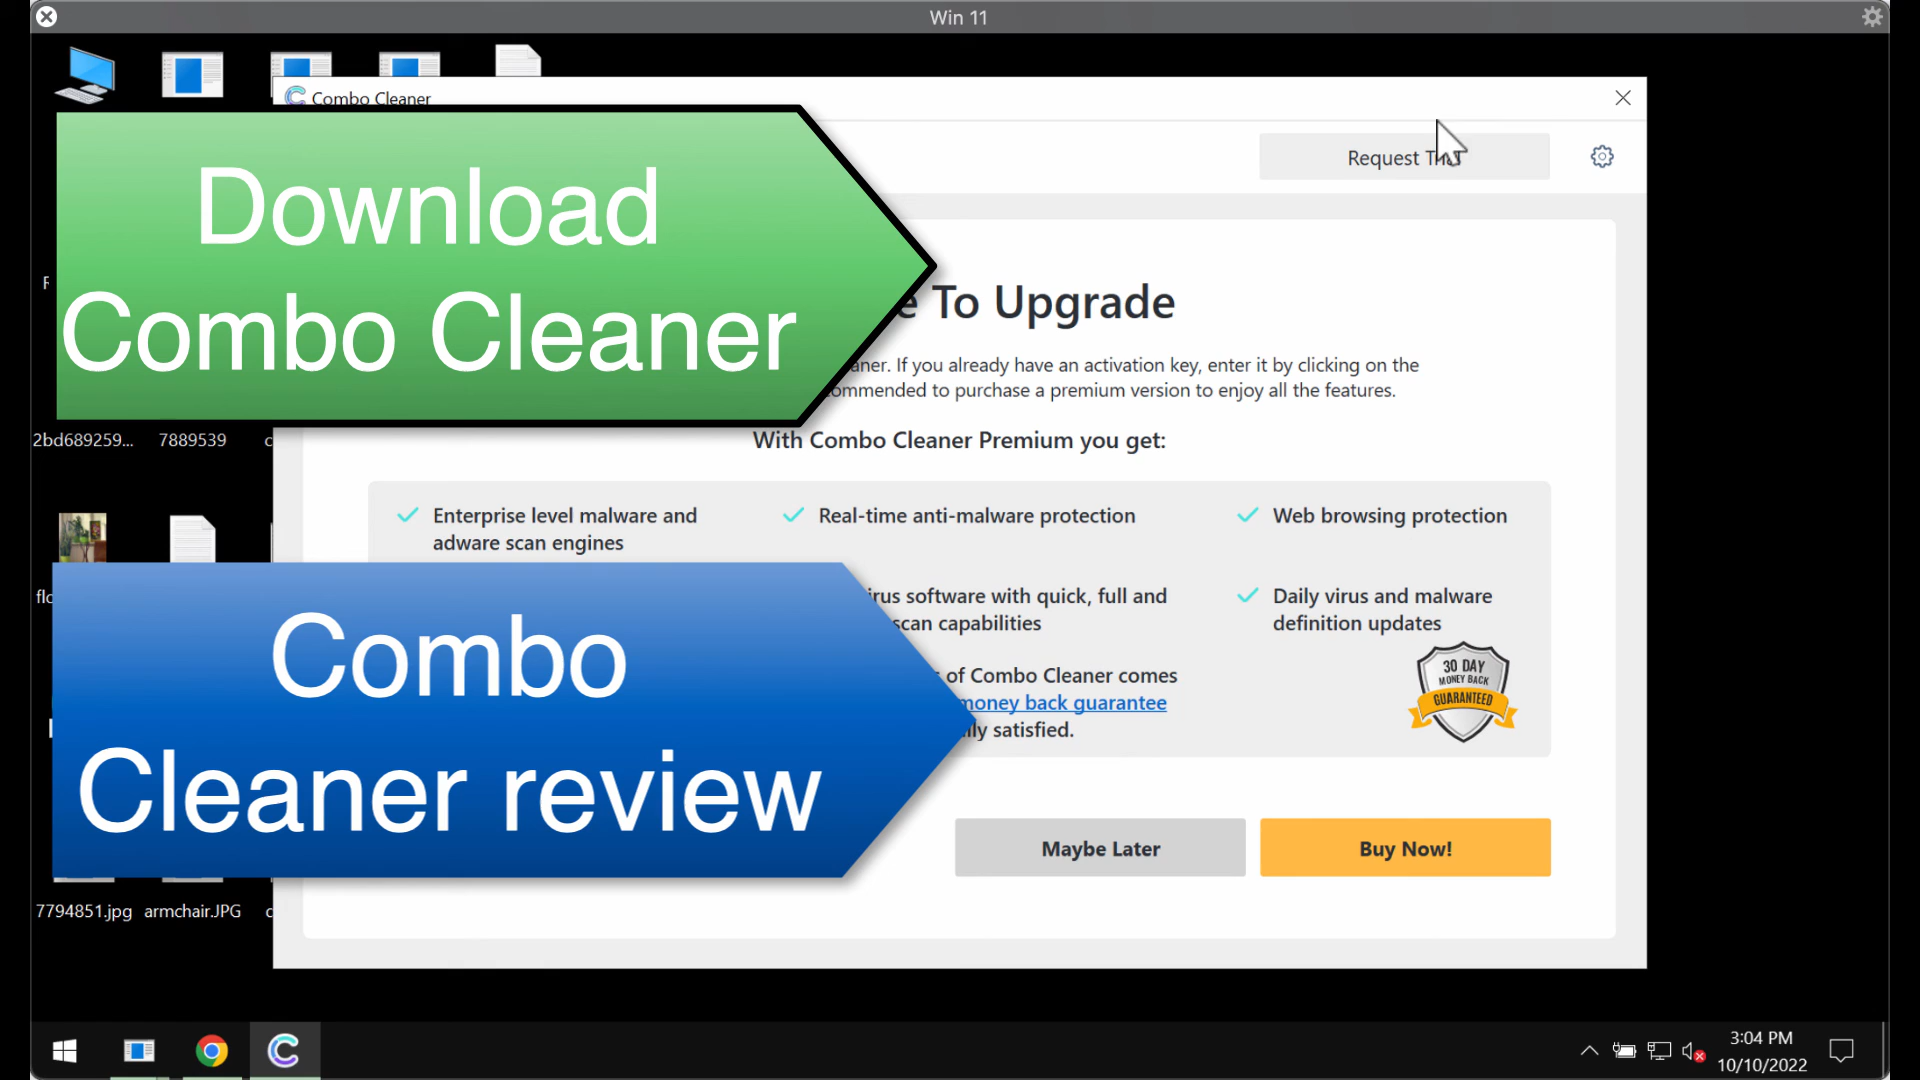 Win 11
Combo Cleaner
Request
Download
Combo Cleaner
To Upgrade
If you already have an activation key, enter it by clicking on the
to purchase a premium version to enjoy all the features.
With Combo Cleaner Premium you get:
Enterprise level malware and
adware scan engines
Real-time anti-malware protection
Web browsing protection
software with quick, full and
scan capabilities
Daily virus and malware
definition updates
of Combo Cleaner comes
money back guarantee
satisfied.
30 DAY
MONEY BACK
GUARANTEED
Combo
Cleaner review
Maybe Later
Buy Now!
2bd689259...
7889539
7794851.jpg
armchair.JPG
3:04 PM
10/10/2022